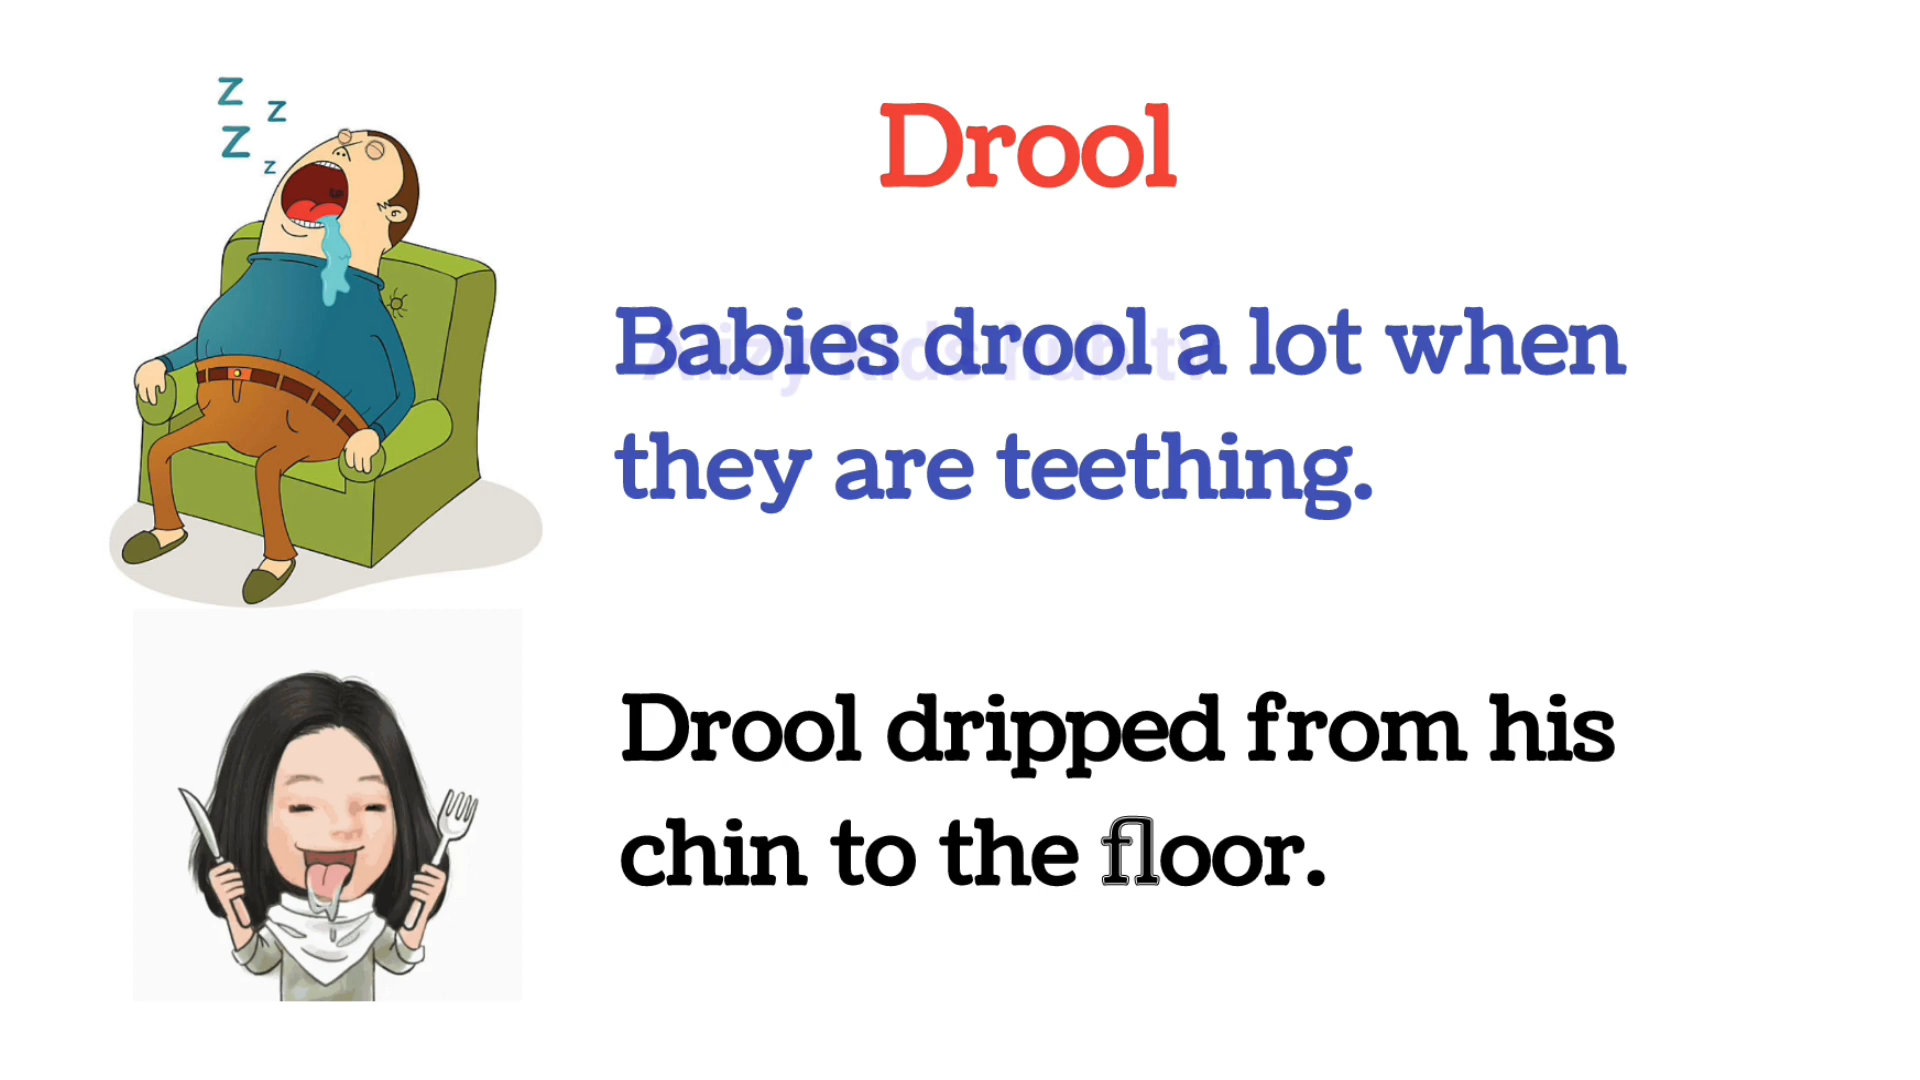 Z
z
Z
z
Drool
Babies drool a lot when
they are teething.
Drool dripped from his
chin to the floor.